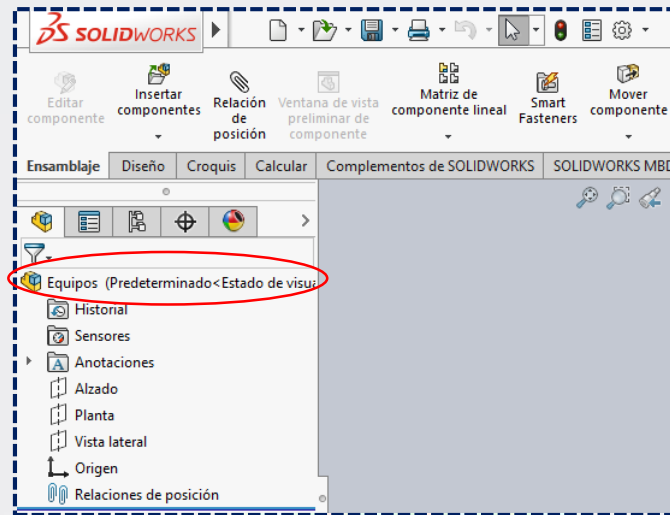 SOLIDWORKS
Editar componente
Insertar componentes
Relación de posición
Ventana de vista preliminar de componente
Matriz de componente lineal
Smart Fasteners
Mover componente
Ensamblaje Diseño Croquis Calcular Complementos de SOLIDWORKS SOLIDWORKS MBD
Equipos (Predeterminado<Estado de visua
Historial
Sensores
Anotaciones
Alzado
Planta
Vista lateral
Origen
Relaciones de posición